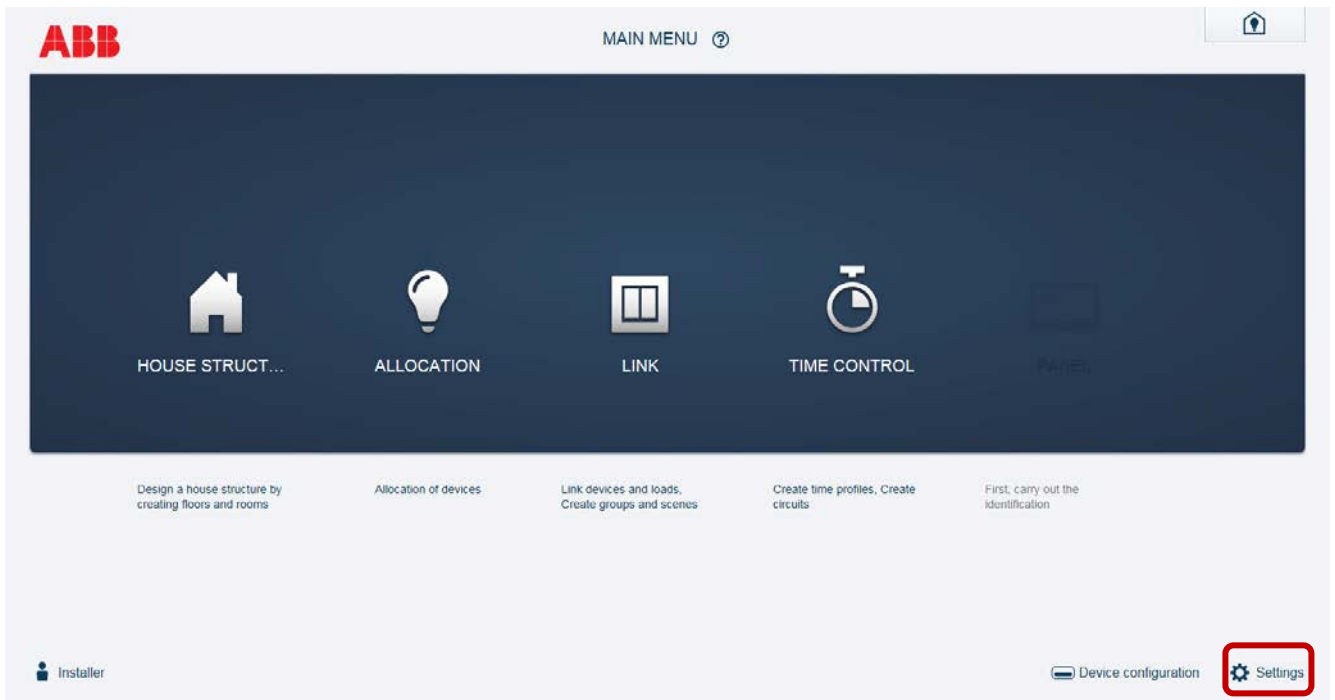 ABB
MAIN MENU ?
HOUSE STRUCT...
ALLOCATION
LINK
TIME CONTROL
PANEL
Design a house structure by
creating floors and rooms
Allocation of devices
Link devices and loads,
Create groups and scenes
Create time profiles, Create
circuits
First, carry out the
identification
Installer
Device configuration
Settings